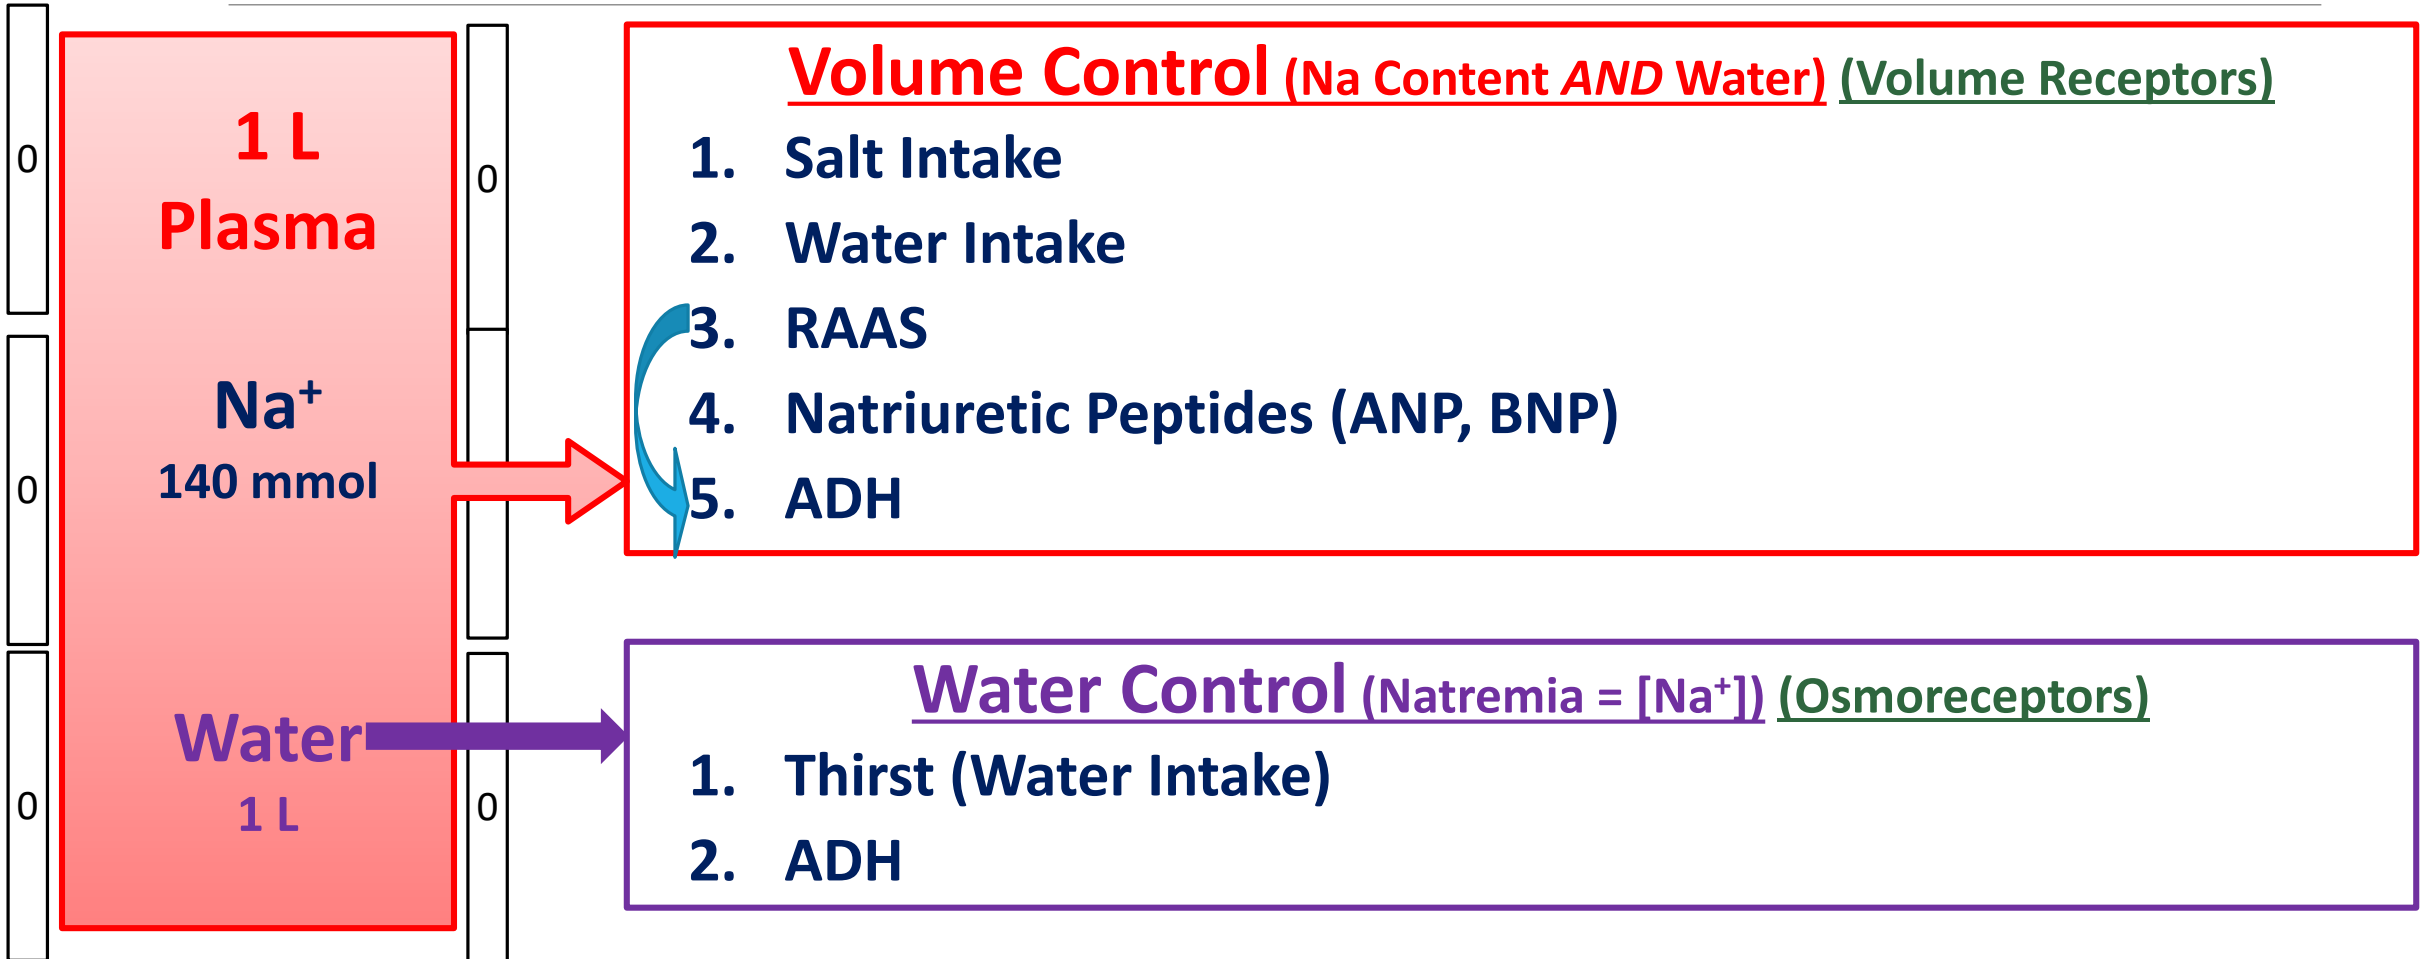 0
0
0
1 L
Plasma
Na⁺
140 mmol
Water
1 L
0
0
Volume Control (Na Content AND Water) (Volume Receptors)
1. Salt Intake
2. Water Intake
3. RAAS
4. Natriuretic Peptides (ANP, BNP)
5. ADH
Water Control (Natremia = [Na⁺]) (Osmoreceptors)
1. Thirst (Water Intake)
2. ADH